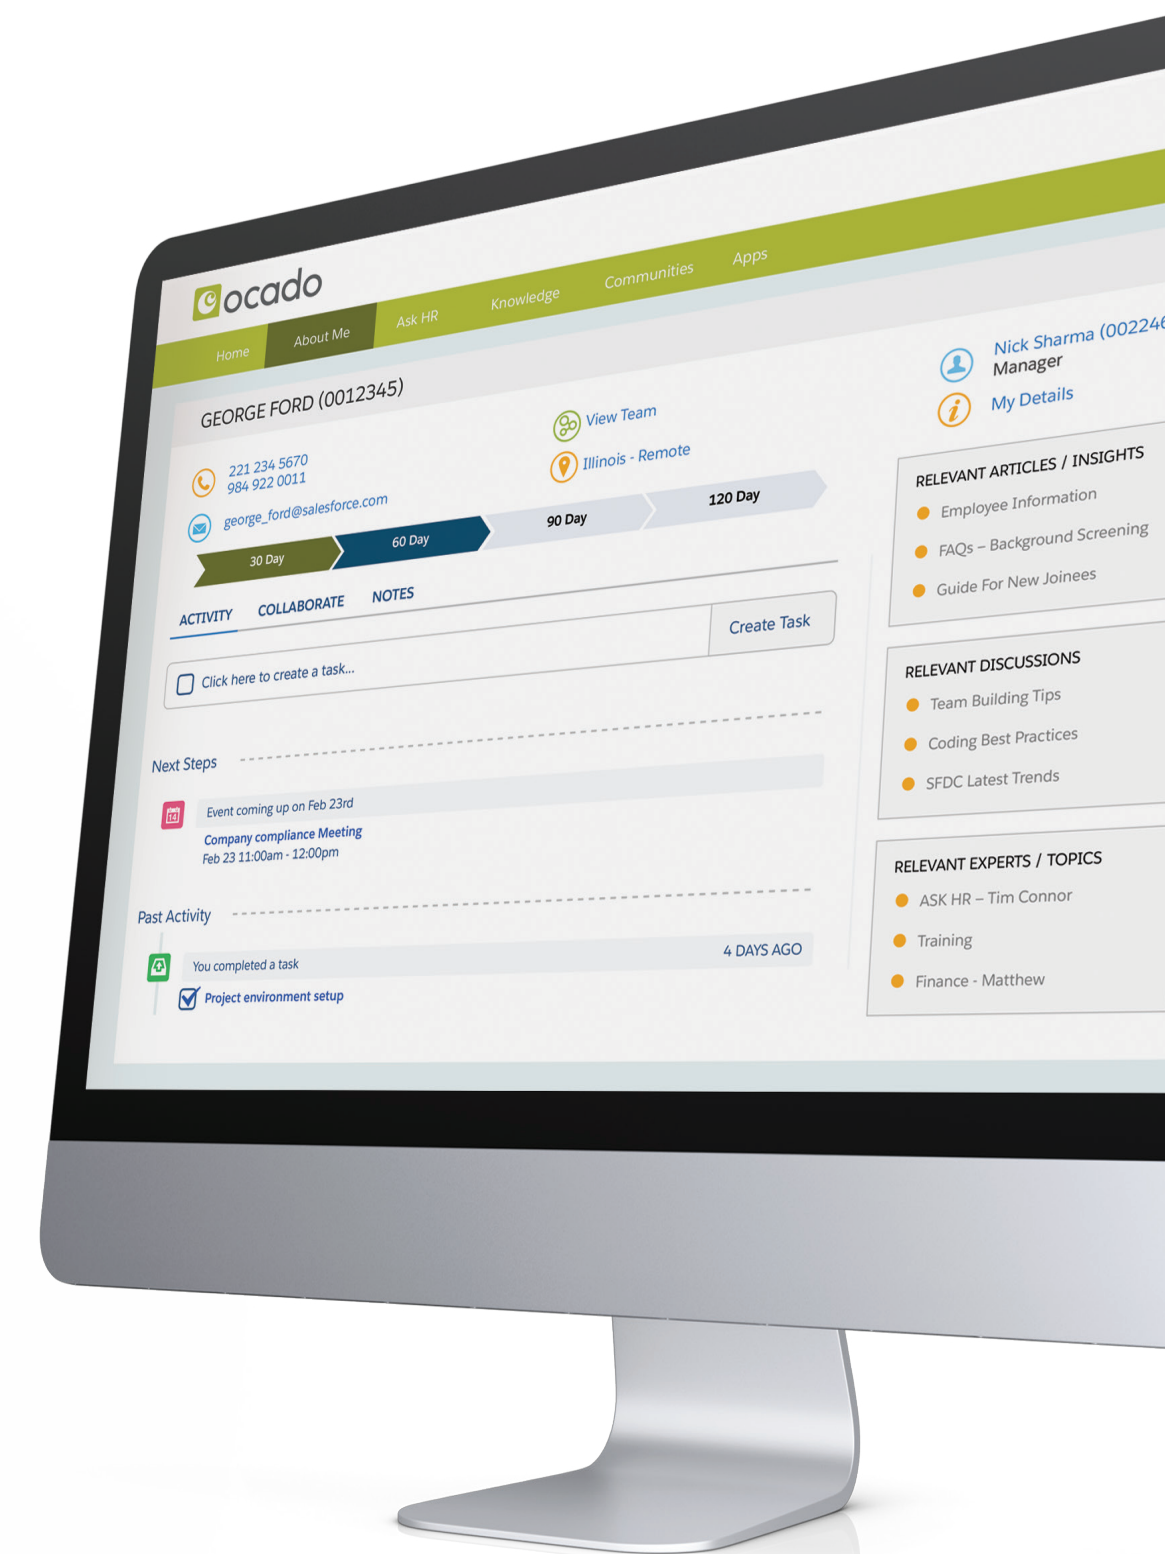 ocado
Home
About Me
Ask HR
Knowledge
Communities
Apps
GEORGE FORD (0012345)
221 234 5670
984 922 0011
george_ford@salesforce.com
View Team
Illinois - Remote
Nick Sharma (002246
Manager
My Details
30 Day
60 Day
90 Day
120 Day
ACTIVITY
COLLABORATE
NOTES
Click here to create a task...
Create Task
Next Steps
14
Event coming up on Feb 23rd
Company compliance Meeting
Feb 23 11:00am - 12:00pm
Past Activity
You completed a task
4 DAYS AGO
Project environment setup
RELEVANT ARTICLES / INSIGHTS
Employee Information
FAQs – Background Screening
Guide For New Joinees
RELEVANT DISCUSSIONS
Team Building Tips
Coding Best Practices
SFDC Latest Trends
RELEVANT EXPERTS / TOPICS
ASK HR – Tim Connor
Training
Finance - Matthew